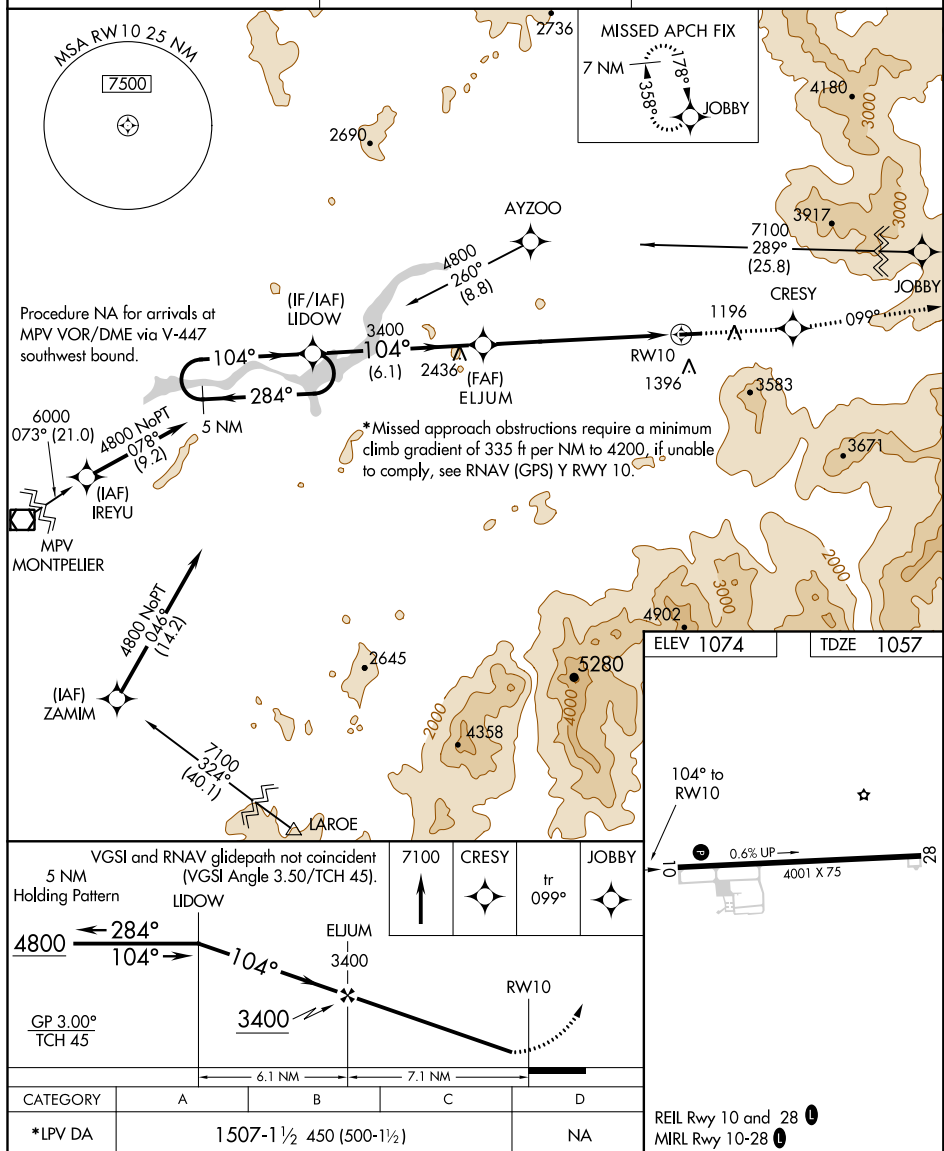 MSA RW10 25 NM
7500
2736
MISSED APCH FIX
7 NM
178°
358°
JOBBY
4180
3000
2690
AYZOO
3917
3000
7100
289°
(25.8)
4800
260°
(8.8)
JOBBY
CRESY
099°
Procedure NA for arrivals at
MPV VOR/DME via V-447
southwest bound.
(IF/IAF)
LIDOW
3400
104°
(6.1)
104°
284°
5 NM
2436
(FAF)
ELJUM
RW10
1196
1396
3583
3671
6000
073° (21.0)
4800 NoPT
078°
(9.2)
(IAF)
IREYU
MPV
MONTPELIER
*Missed approach obstructions require a minimum
climb gradient of 335 ft per NM to 4200, if unable
to comply, see RNAV (GPS) Y RWY 10.
4800 NoPT
046°
(14.2)
(IAF)
ZAMIM
2645
7100
324°
(40.1)
LAROE
2000
4358
5280
4000
4902
3000
2000
ELEV 1074
TDZE 1057
104° to
RW10
P
0.6% UP
10
4001 X 75
28
REIL Rwy 10 and 28 L
MIRL Rwy 10-28 L
VGSI and RNAV glidepath not coincident
(VGSI Angle 3.50/TCH 45).
5 NM
Holding Pattern
LIDOW
7100
CRESY
tr
099°
JOBBY
4800
284°
104°
104°
ELJUM
3400
3400
RW10
GP 3.00°
TCH 45
6.1 NM
7.1 NM
CATEGORY A B C D
*LPV DA 1507-1½ 450 (500-1½) NA